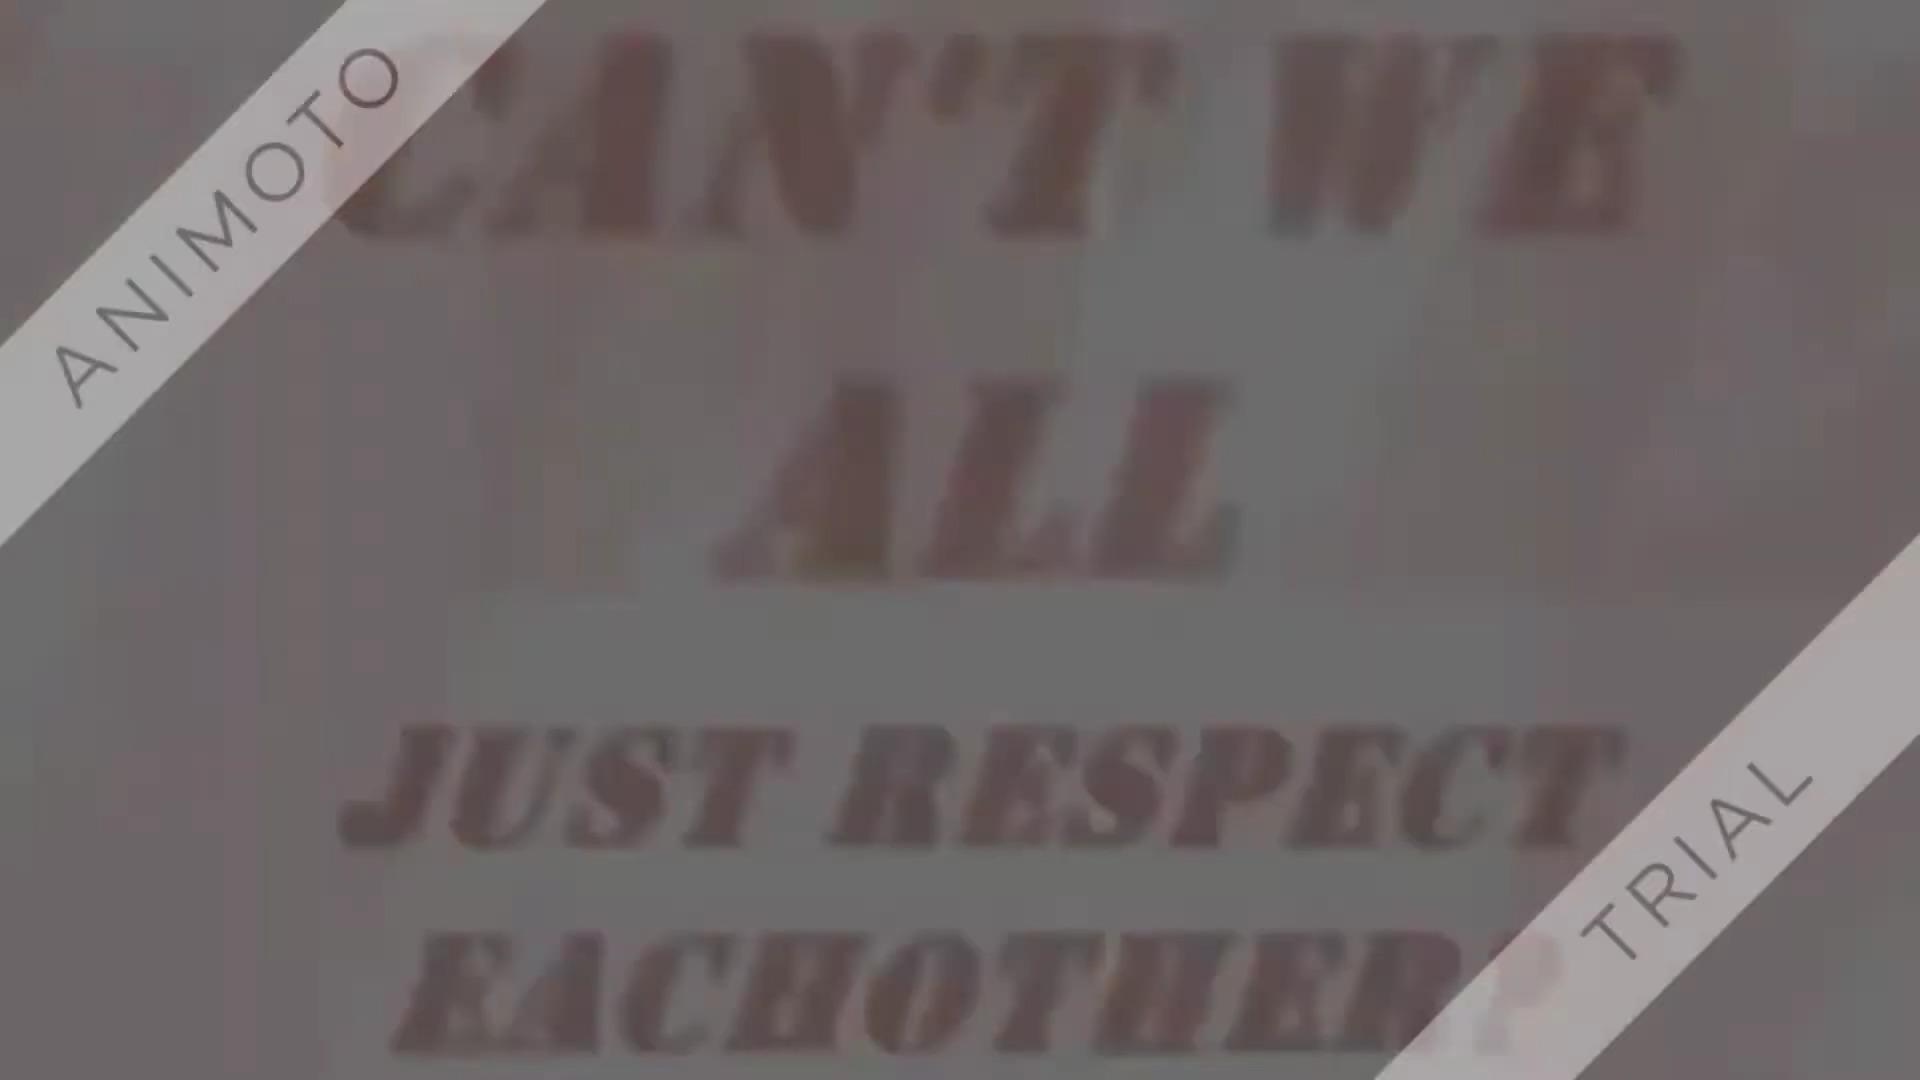 ANIMOTO
CAN'T WE
ALL
JUST RESPECT
EACHOTHER?
TRIAL